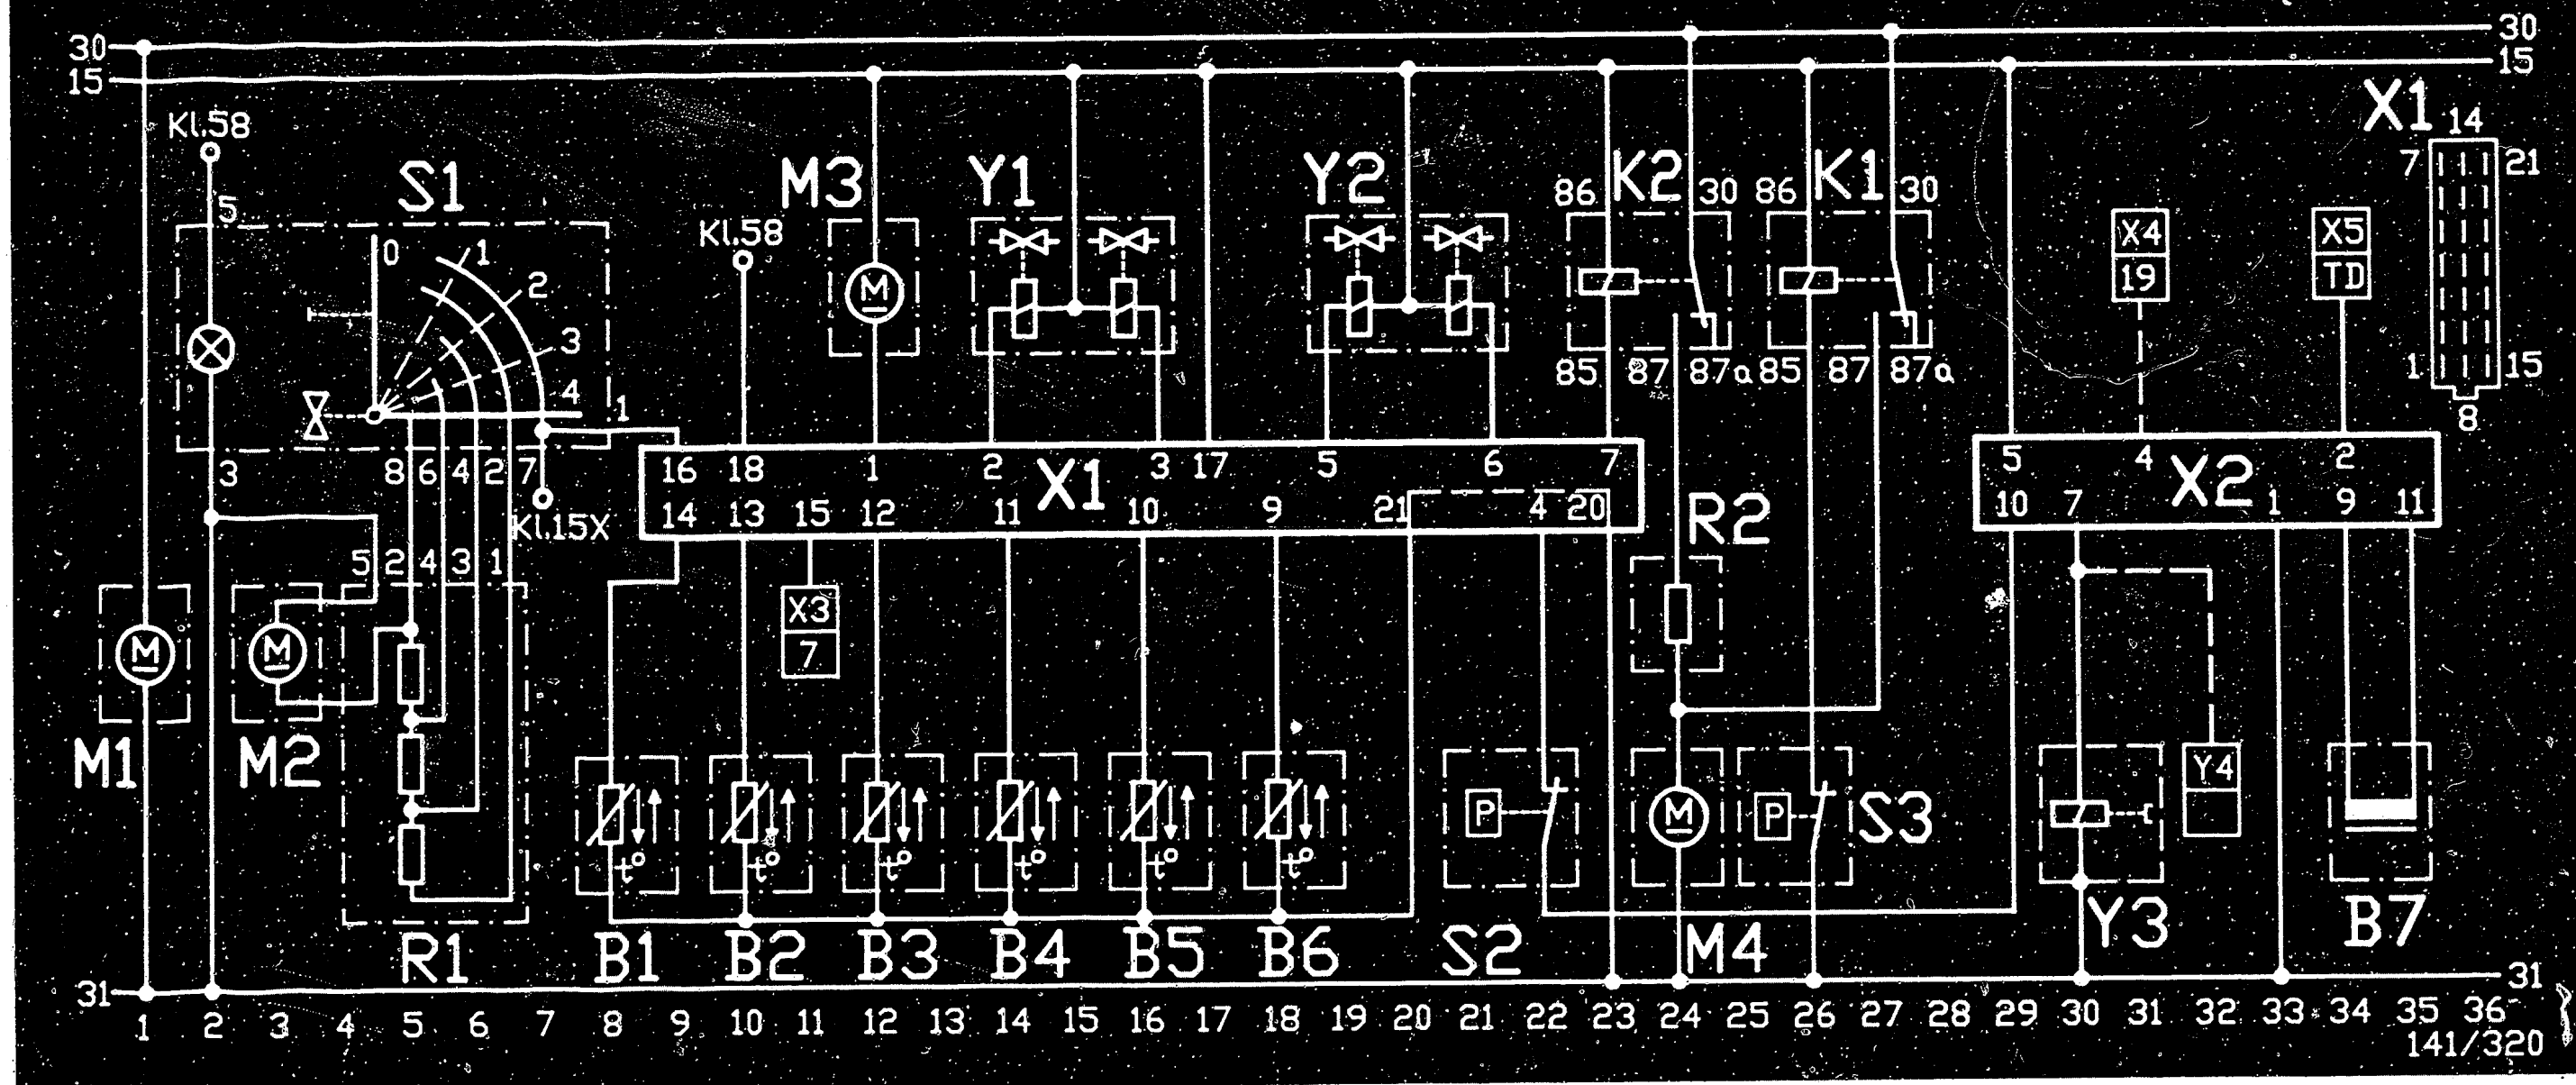 30 30
15 15
Kl.58
X1 14
7 21
S1 M3 Y1 Y2 86 K2 30 86 K1 30
5
Kl.58
X4 X5
19 TD
0 1
2
3
4
1
M
M
85 87 87a 85 87 87a
1 15
8
3 8 6 4 2 7
Kl.15X
16 18 1 2 X1 3 17 5 6 7
14 13 15 12 11 10 9 21 4 20
R2
5 4 X2 2
10 7 1 9 11
5 2 4 3 1
X3
7
M M
M1 M2
Y4
P M P S3
t° t° t° t° t° t°
R1 B1 B2 B3 B4 B5 B6 S2 M4 Y3 B7
31 31
1 2 3 4 5 6 7 8 9 10 11 12 13 14 15 16 17 18 19 20 21 22 23 24 25 26 27 28 29 30 31 32 33 34 35 36
141/320